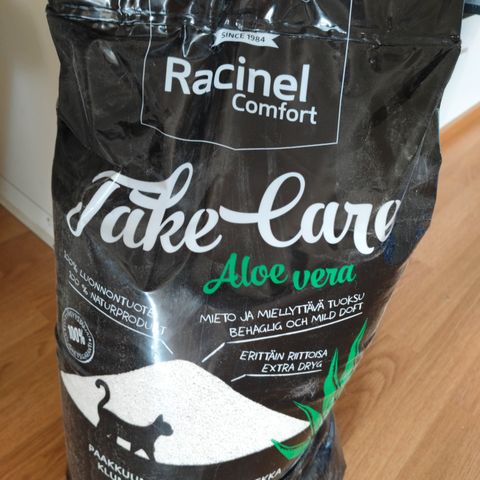 SINCE 1984
Racinel
Comfort
Take Care
Aloe vera
100% LUONNONTUOTE
100 % NATURPRODUKT
MIETO JA MIELLYTTÄVÄ TUOKSU
BEHAGLIG OCH MILD DOFT
ERITTÄIN RIITTOISA
EXTRA DRYG
100%